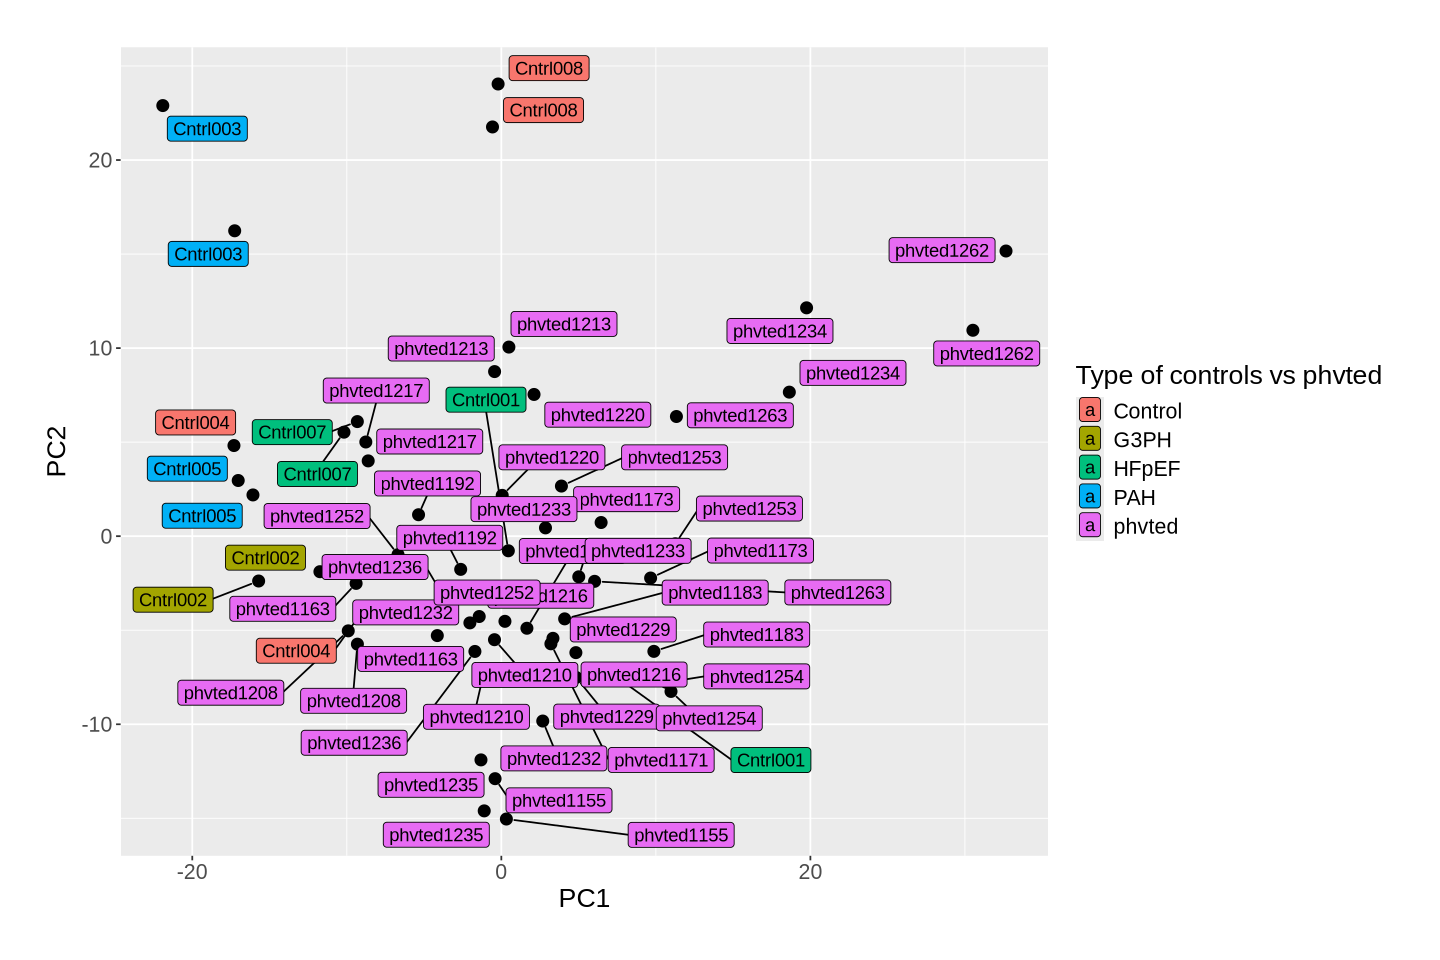 Cntrl008
Cntrl008
Cntrl003
20
Cntrl003
phvted1262
phvted1213
phvted1234
phvted1213
10
phvted1262
phvted1234
phvted1217
Cntrl001
phvted1220
phvted1263
Cntrl004
Cntrl007
phvted1217
phvted1220
phvted1253
Cntrl005
Cntrl007
phvted1192
phvted1173
phvted1233
phvted1253
Cntrl005
phvted1252
0
phvted1192
phvted1
phvted1233
phvted1173
Cntrl002
phvted1236
phvted1252
d1216
phvted1183
phvted1263
Cntrl002
phvted1163
phvted1232
phvted1229
phvted1183
Cntrl004
phvted1163
phvted1210
phvted1216
phvted1254
phvted1208
phvted1208
phvted1210
phvted1229
phvted1254
-10
phvted1236
phvted1232
phvted1171
Cntrl001
phvted1235
phvted1155
phvted1235
phvted1155
-20
0
20
PC1
PC2
Type of controls vs phvted
a Control
a G3PH
a HFpEF
a PAH
a phvted